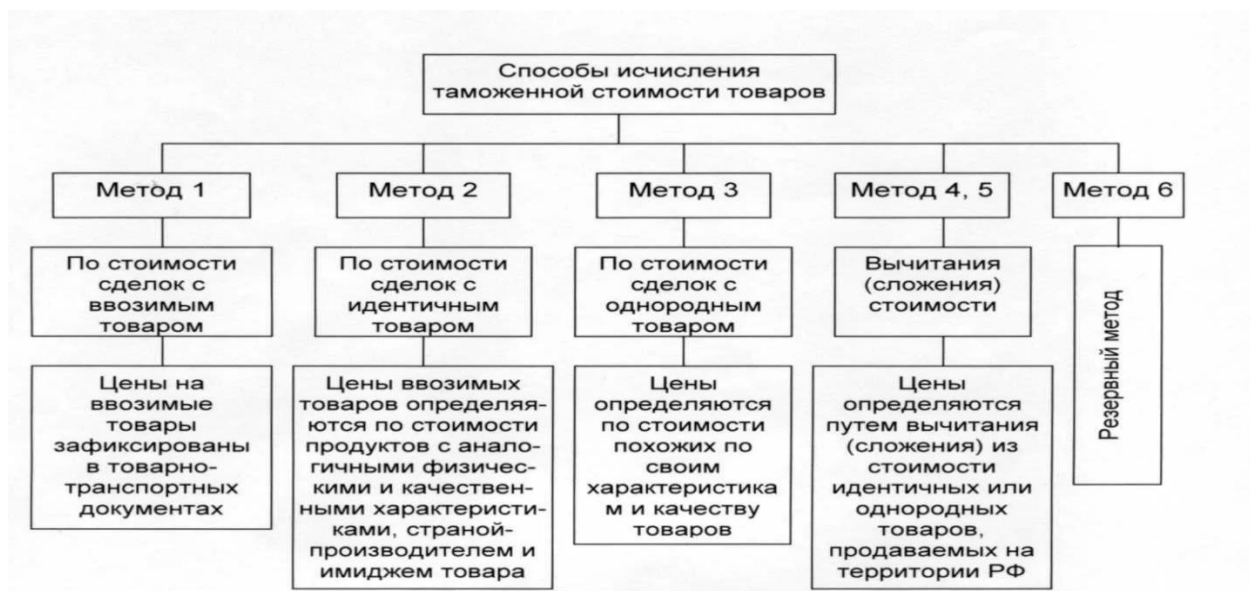 Способы исчисления
таможенной стоимости товаров
Метод 1
Метод 2
Метод 3
Метод 4, 5
Метод 6
По стоимости
сделок с
ввозимым
товаром
По стоимости
сделок с
идентичным
товаром
По стоимости
сделок с
однородным
товаром
Вычитания
(сложения)
стоимости
Резервный метод
Цены на
ввозимые
товары
зафиксированы
в товарно-
транспортных
документах
Цены ввозимых
товаров определя-
ются по стоимости
продуктов с анало-
гичными физичес-
кими и качествен-
ными характеристи-
ками, страной-
производителем и
имиджем товара
Цены
определяются
по стоимости
похожих по
своим
характеристика
м и качеству
товаров
Цены
определяются
путем вычитания
(сложения) из
стоимости
идентичных или
однородных
товаров,
продаваемых на
территории РФ